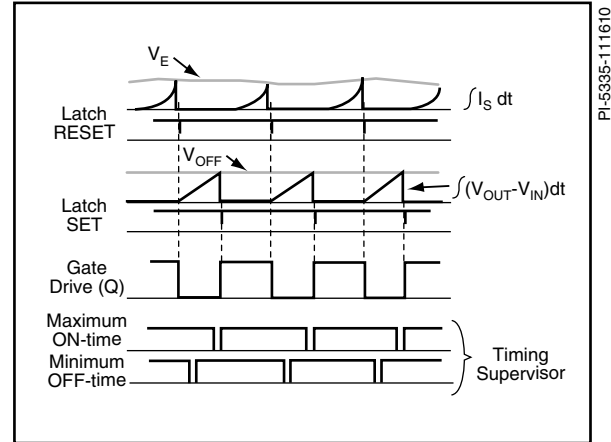 PI-5335-111610
V_E
∫I_S dt
Latch
RESET
V_OFF
∫(V_OUT-V_IN)dt
Latch
SET
Gate
Drive (Q)
Maximum
ON-time
Minimum
OFF-time
Timing
Supervisor